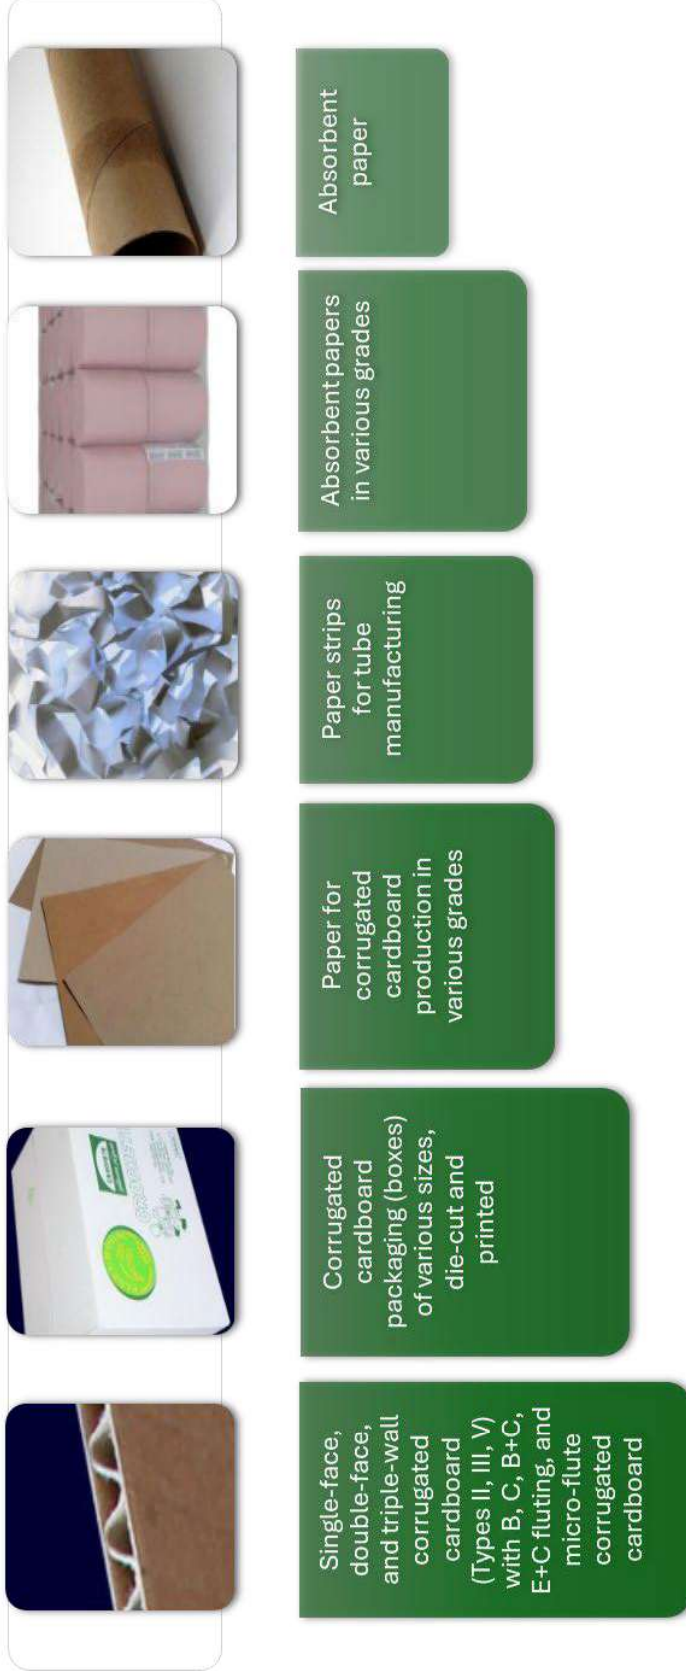 Single-face,
double-face,
and triple-wall
corrugated
cardboard
(Types II, III, V)
with B, C, B+C,
E+C fluting, and
micro-flute
corrugated
cardboard
Corrugated
cardboard
packaging (boxes)
of various sizes,
die-cut and
printed
Paper for
corrugated
cardboard
production in
various grades
Paper strips
for tube
manufacturing
Absorbent papers
in various grades
Absorbent
paper